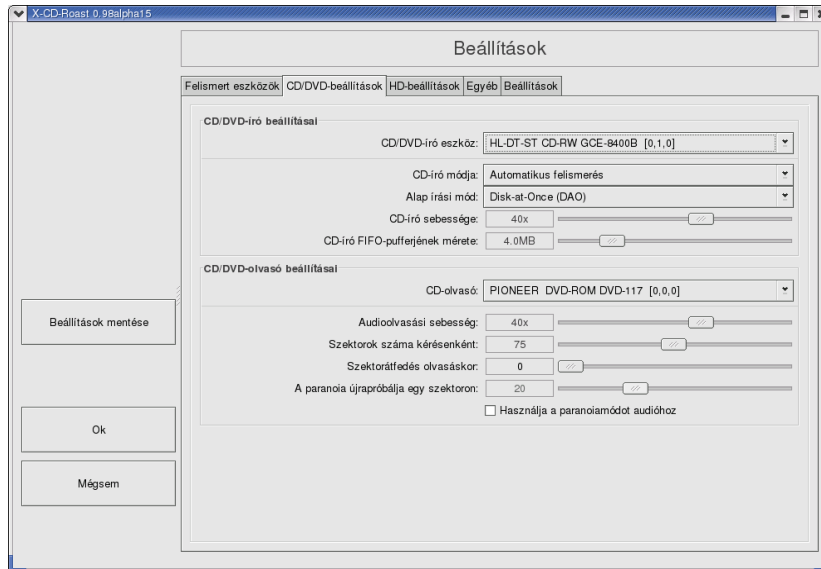 X-CD-Roast 0.98alpha15
Beállítások
Felismert eszközök CD/DVD-beállítások HD-beállítások Egyéb Beállítások
CD/DVD-író beállításai
CD/DVD-író eszköz: HL-DT-ST CD-RW GCE-8400B [0,1,0]
CD-író módja: Automatikus felismerés
Alap írási mód: Disk-at-Once (DAO)
CD-író sebessége: 40x
CD-író FIFO-pufferjének mérete: 4.0MB
CD/DVD-olvasó beállításai
CD-olvasó: PIONEER DVD-ROM DVD-117 [0,0,0]
Audioolvasási sebesség: 40x
Szektorok száma kérésenként: 75
Szektorátfedés olvasáskor: 0
A paranoia újrapróbálja egy szektoron: 20
Használja a paranoiamódot audióhoz
Beállítások mentése
Ok
Mégsem